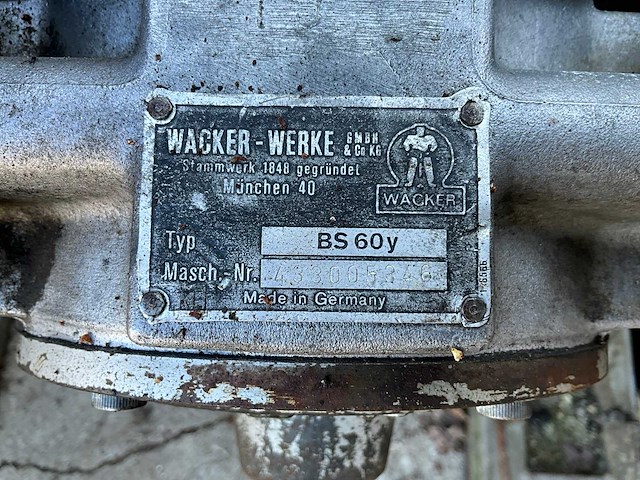 WACKER-WERKE GMBH & Co KG
Stammwerk 1848 gegründet
München 40
WACKER
Typ BS 60y
Masch.-Nr.
Made in Germany